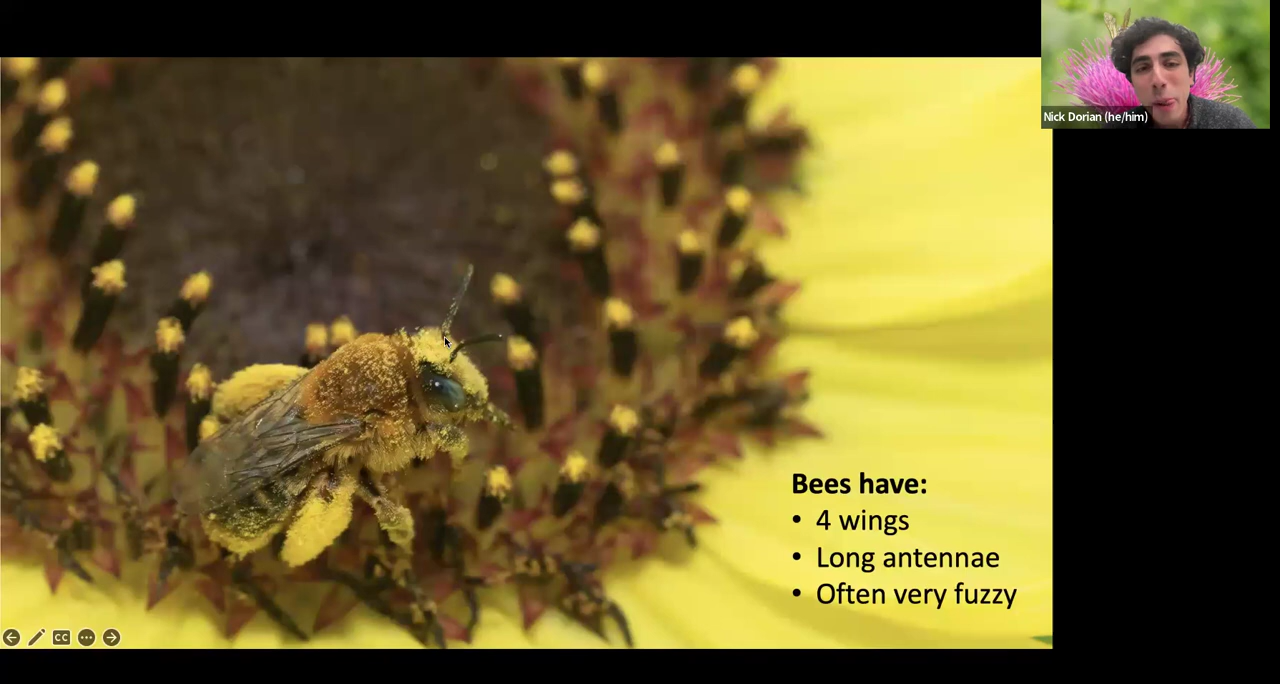 Nick Dorian (he/him)
Bees have:
• 4 wings
• Long antennae
• Often very fuzzy
CC